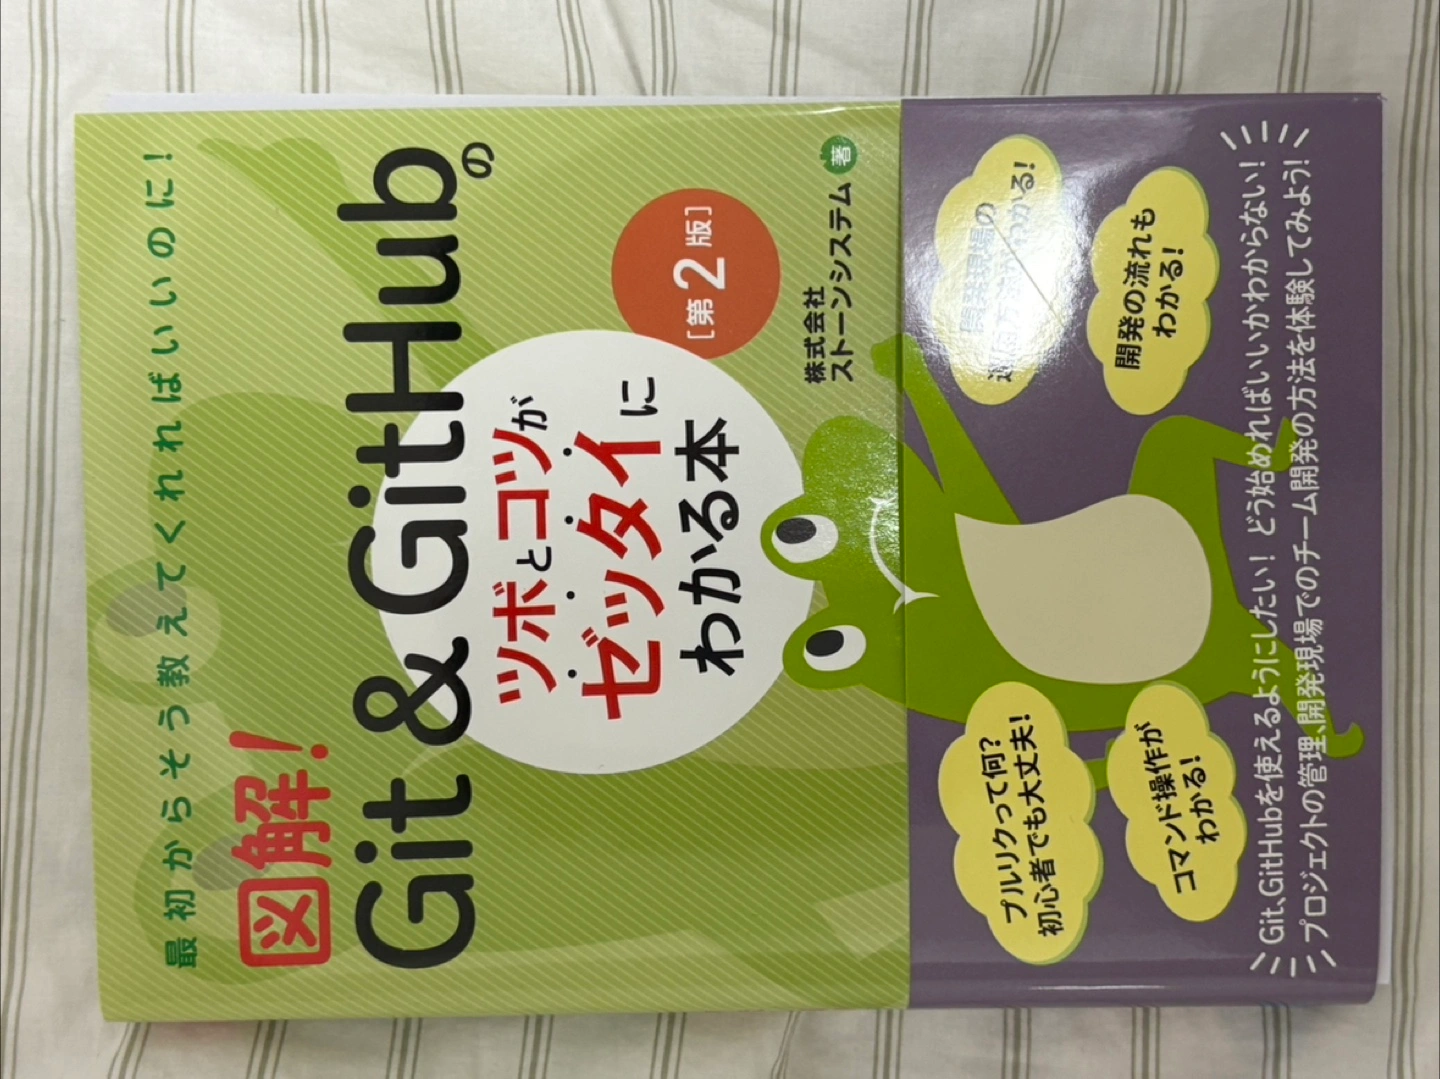 最初からそう教えてくれればいいのに!
図解!
Git & GitHubの
ツボとコツが
ゼッタイに
わかる本
[第2版]
株式会社
ストーンシステム 著
プルリクって何?
初心者でも大丈夫!
コマンド操作が
わかる!
開発現場の
わかる!
開発の流れも
わかる!
Git、GitHubを使えるようにしたい! どう始めればいいかわからない!
プロジェクトの管理、開発現場でのチーム開発の方法を体験してみよう!